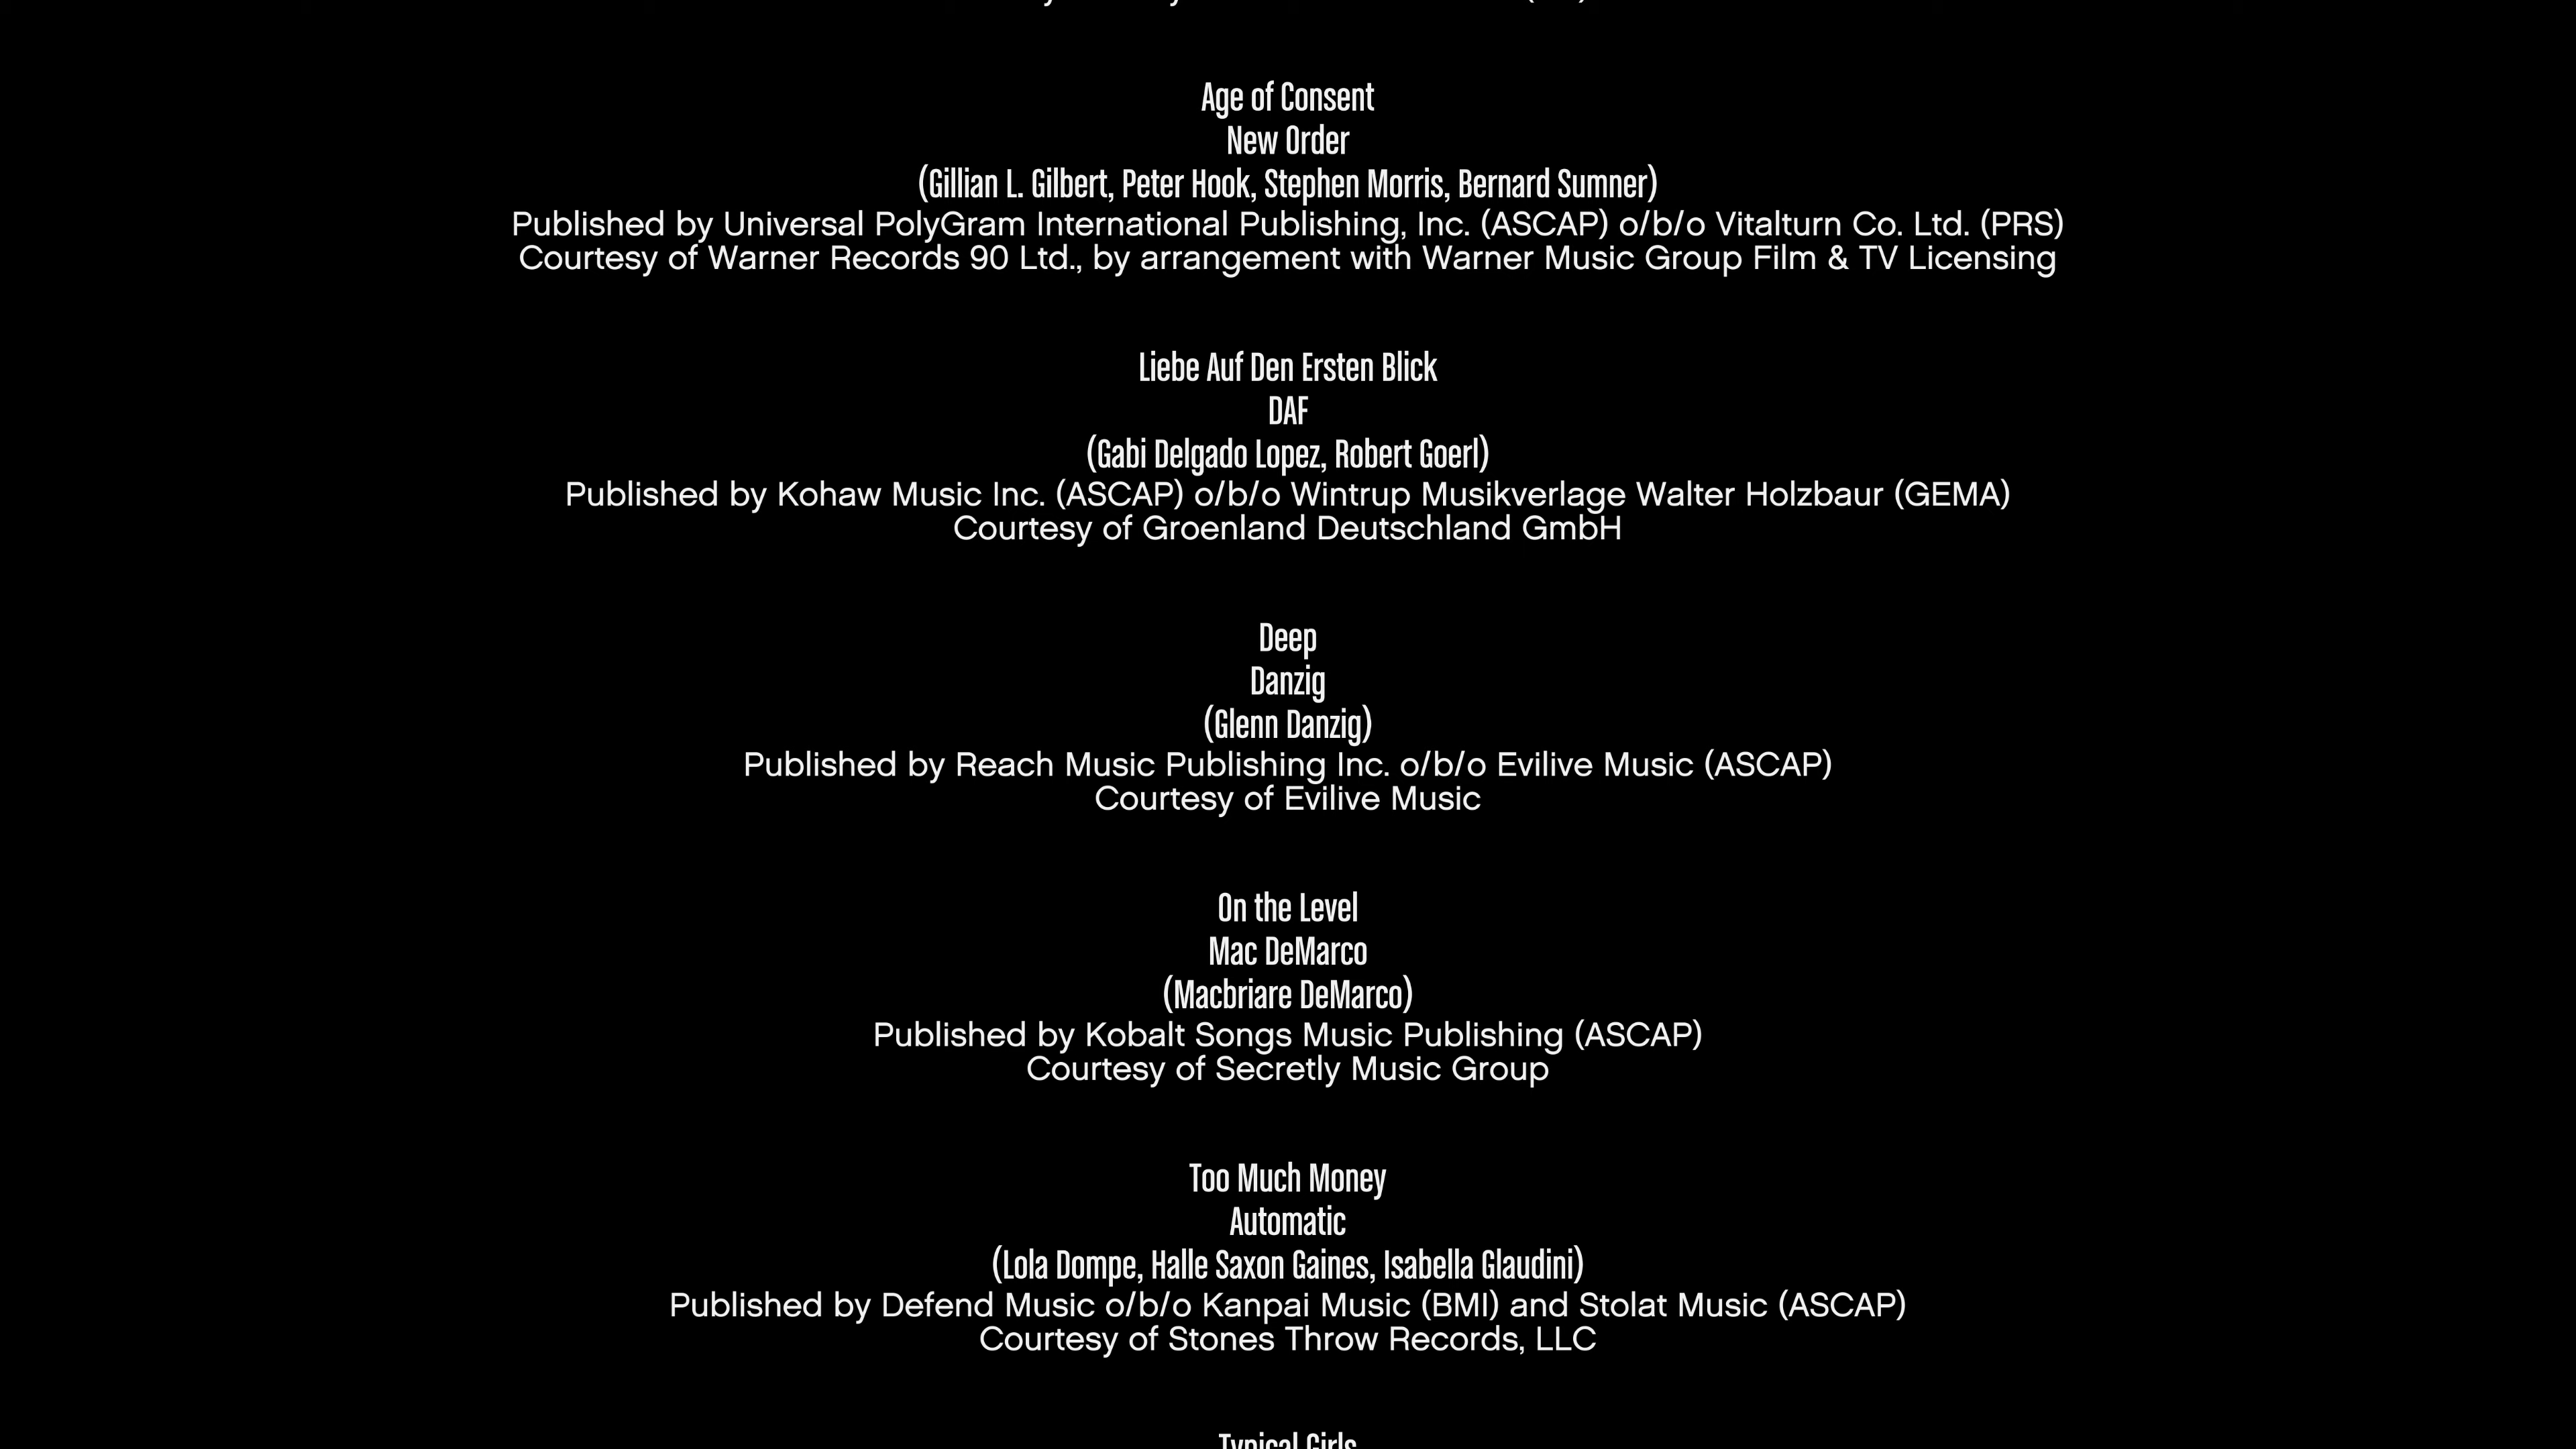 Age of Consent
New Order
(Gillian L. Gilbert, Peter Hook, Stephen Morris, Bernard Sumner)
Published by Universal PolyGram International Publishing, Inc. (ASCAP) o/b/o Vitalturn Co. Ltd. (PRS)
Courtesy of Warner Records 90 Ltd., by arrangement with Warner Music Group Film & TV Licensing
Liebe Auf Den Ersten Blick
DAF
(Gabi Delgado Lopez, Robert Goerl)
Published by Kohaw Music Inc. (ASCAP) o/b/o Wintrup Musikverlage Walter Holzbaur (GEMA)
Courtesy of Groenland Deutschland GmbH
Deep
Danzig
(Glenn Danzig)
Published by Reach Music Publishing Inc. o/b/o Evilive Music (ASCAP)
Courtesy of Evilive Music
On the Level
Mac DeMarco
(Macbriare DeMarco)
Published by Kobalt Songs Music Publishing (ASCAP)
Courtesy of Secretly Music Group
Too Much Money
Automatic
(Lola Dompe, Halle Saxon Gaines, Isabella Glaudini)
Published by Defend Music o/b/o Kanpai Music (BMI) and Stolat Music (ASCAP)
Courtesy of Stones Throw Records, LLC
Typical Girls